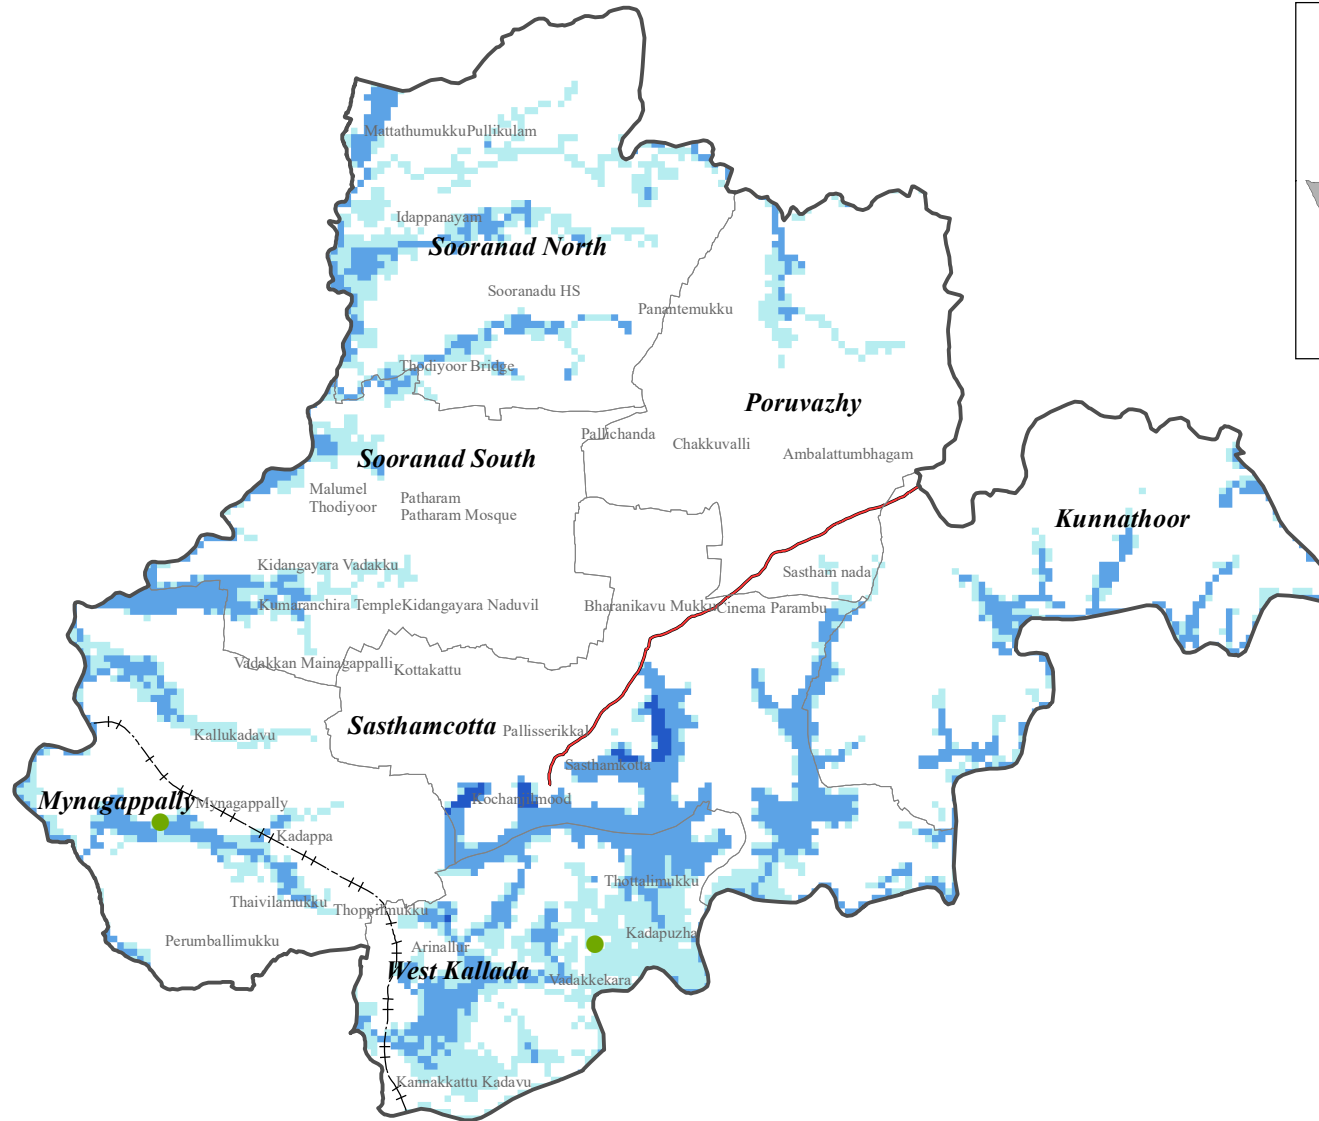 MattathumukkuPullikulam
Idappanayam
Sooranad North
Sooranadu HS
Panantemukku
Thodiyoor Bridge
Poruvazhy
Pallichanda
Chakkuvalli
Ambalattumbhagam
Sooranad South
Malumel
Thodiyoor
Patharam
Patharam Mosque
Kunnathoor
Kidangayara Vadakku
Sastham nada
Kumaranchira TempleKidangayara Naduvil
Bharanikavu Mukku
Cinema Parambu
Vadakkan Mainagappalli
Kottakattu
Sasthamcotta
Pallisserikkal
Kallukadavu
Sasthamkotta
Mynagappally
Mynagappally
Kochanjilmood
Kadappa
Thottalimukku
Thaivilamukku
Thoppilmukku
Kadapuzha
Perumballimukku
Arinallur
West Kallada
Vadakkekara
Kannakkattu Kadavu